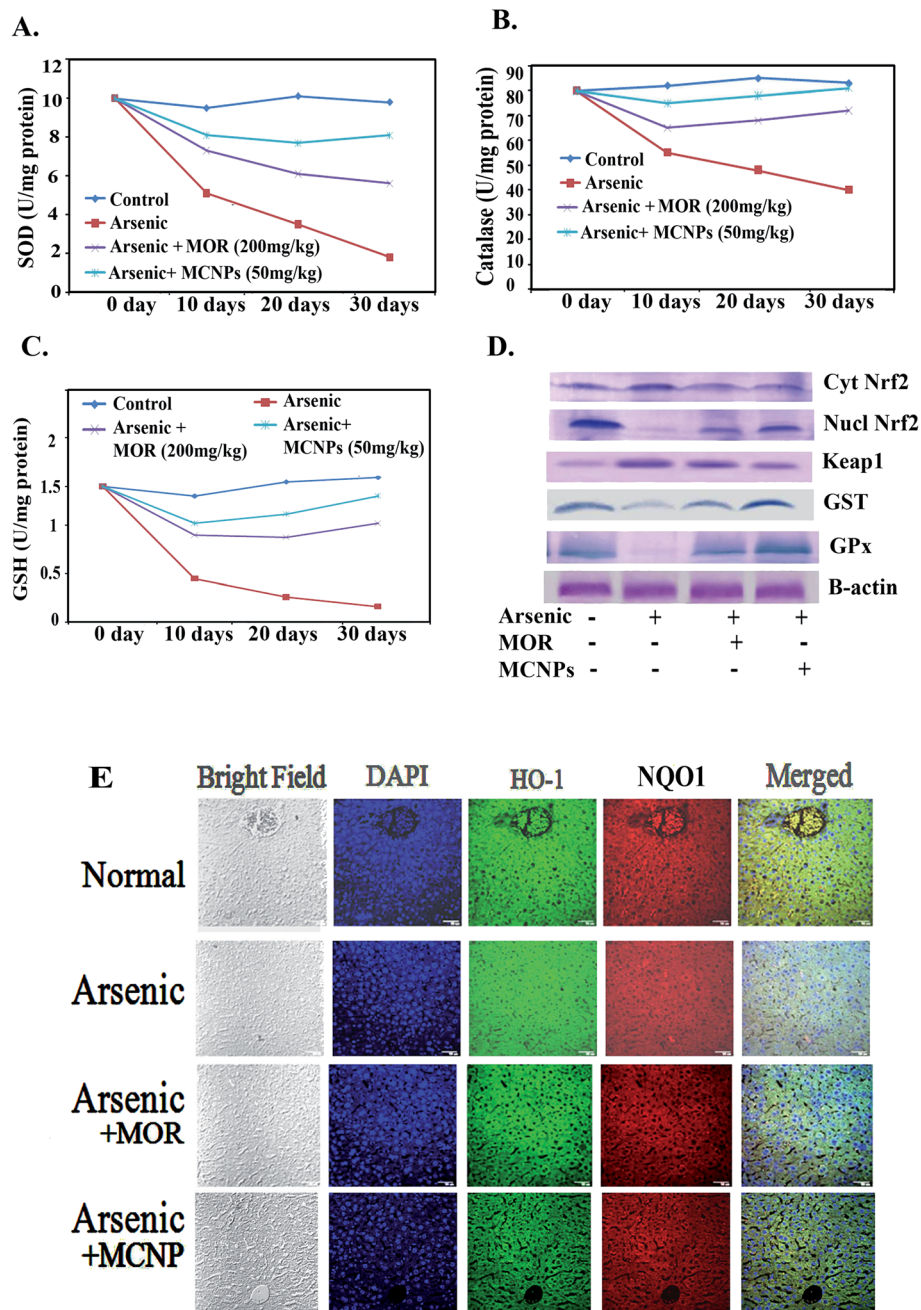 A.
12
10
8
6
4
2
0
SOD (U/mg protein)
Control
Arsenic
Arsenic + MOR (200mg/kg)
Arsenic+ MCNPs (50mg/kg)
0 day 10 days 20 days 30 days
B.
90
80
70
60
50
40
30
20
10
0
Catalase (U/mg protein)
Control
Arsenic
Arsenic +MOR (200mg/kg)
Arsenic+ MCNPs (50mg/kg)
0 day 10 days 20 days 30 days
C.
2
1.5
1
0.5
0
GSH (U/mg protein)
Control
Arsenic
Arsenic +
MOR (200mg/kg)
Arsenic+
MCNPs (50mg/kg)
0 day 10 days 20 days 30 days
D.
Cyt Nrf2
Nucl Nrf2
Keap1
GST
GPx
B-actin
Arsenic - + + +
MOR - - + -
MCNPs - - - +
E
Bright Field DAPI HO-1 NQO1 Merged
Normal
Arsenic
Arsenic
+MOR
Arsenic
+MCNP